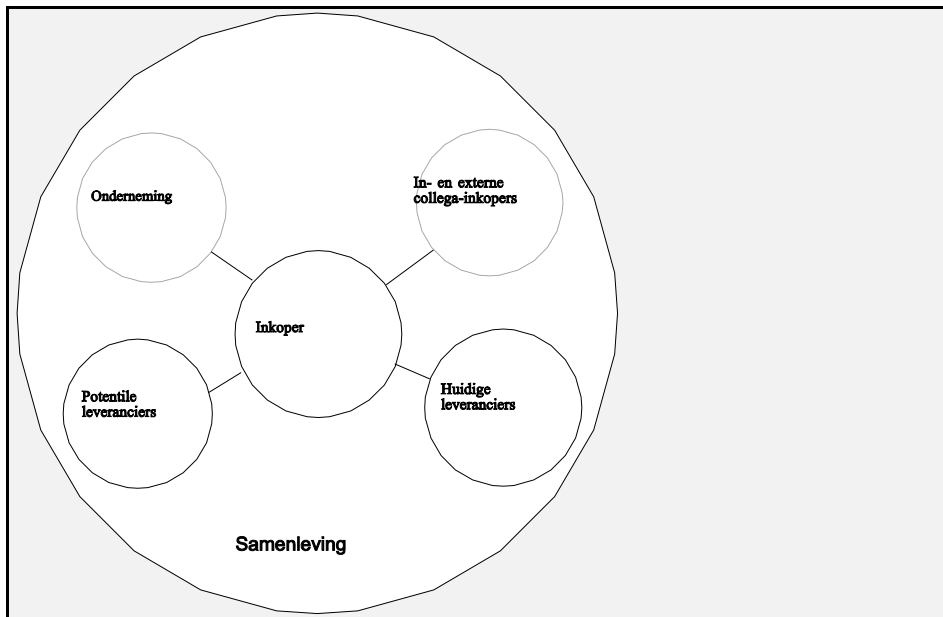 Onderneming
In- en externe
collega-inkopers
Inkoper
Potentile
leveranciers
Huidige
leveranciers
Samenleving